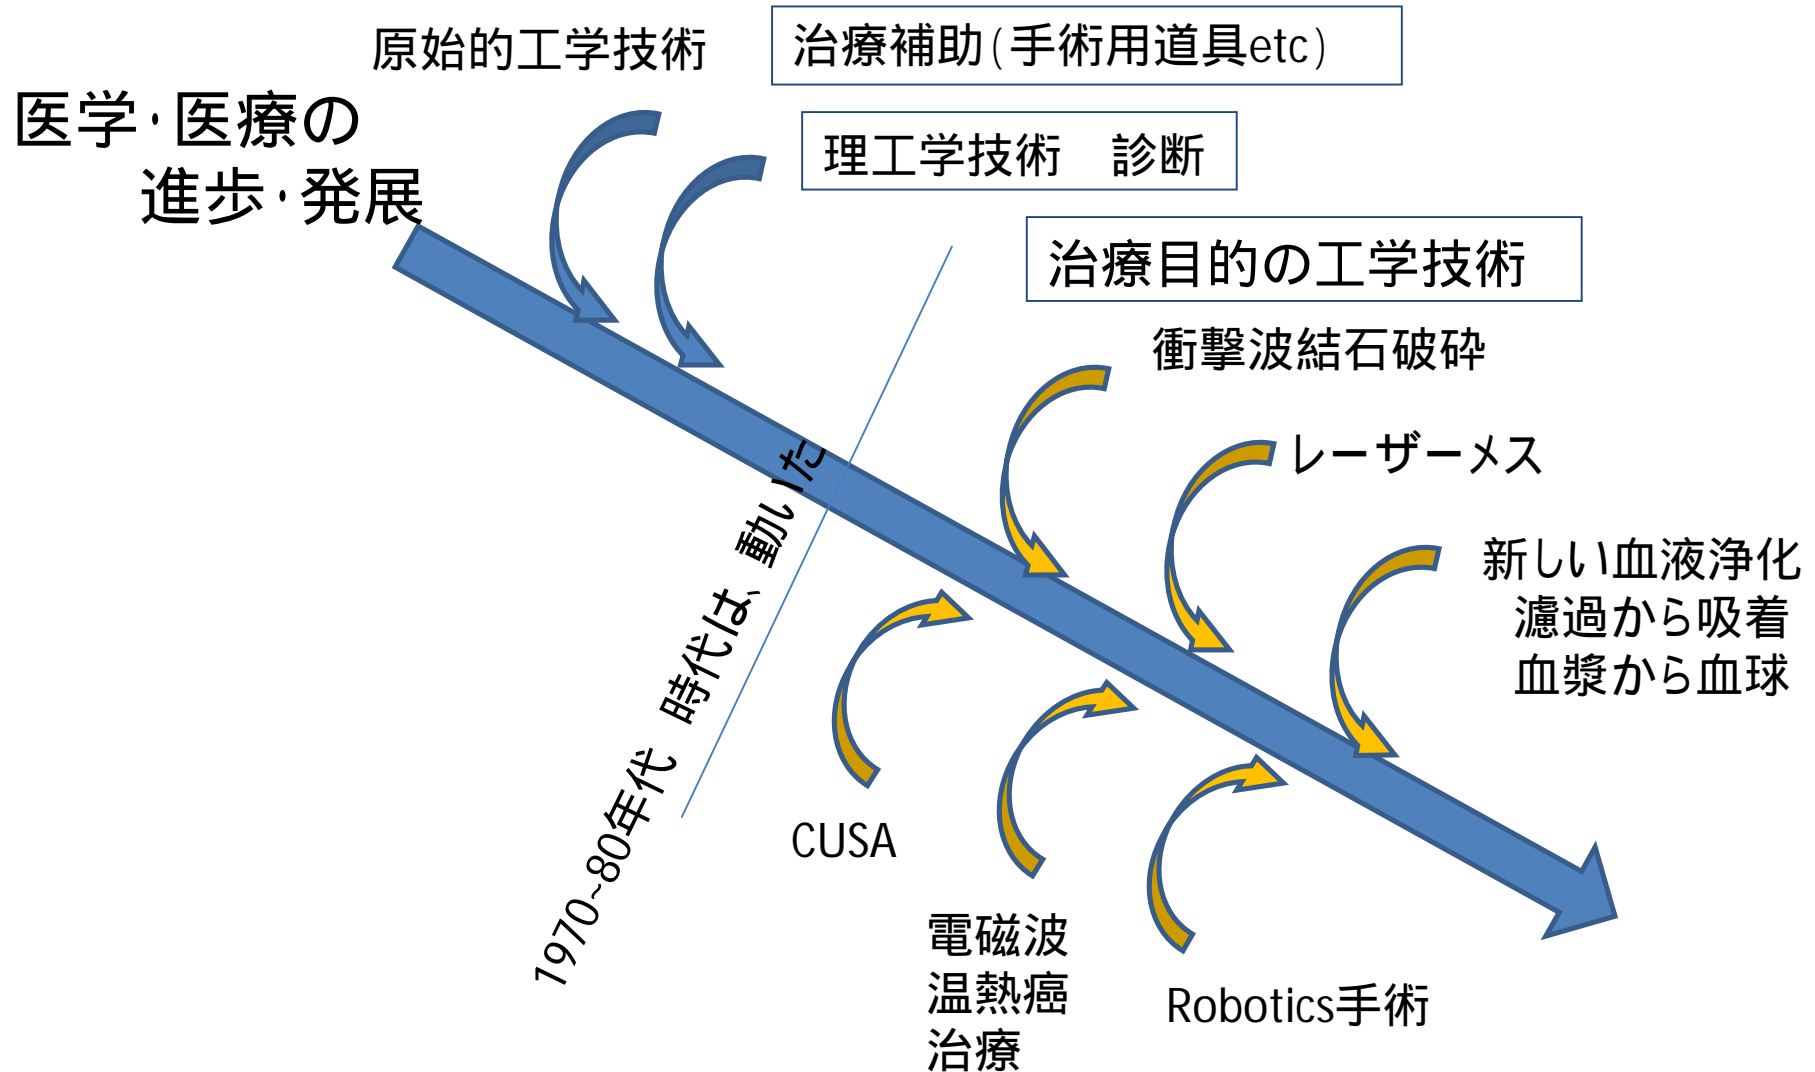 原始的工学技術
治療補助(手術用道具etc)
医学・医療の
進歩・発展
理工学技術　診断
治療目的の工学技術
衝撃波結石破砕
レーザーメス
新しい血液浄化
濾過から吸着
血漿から血球
1970~80年代　時代は、動いた
CUSA
電磁波
温熱癌
治療
Robotics手術